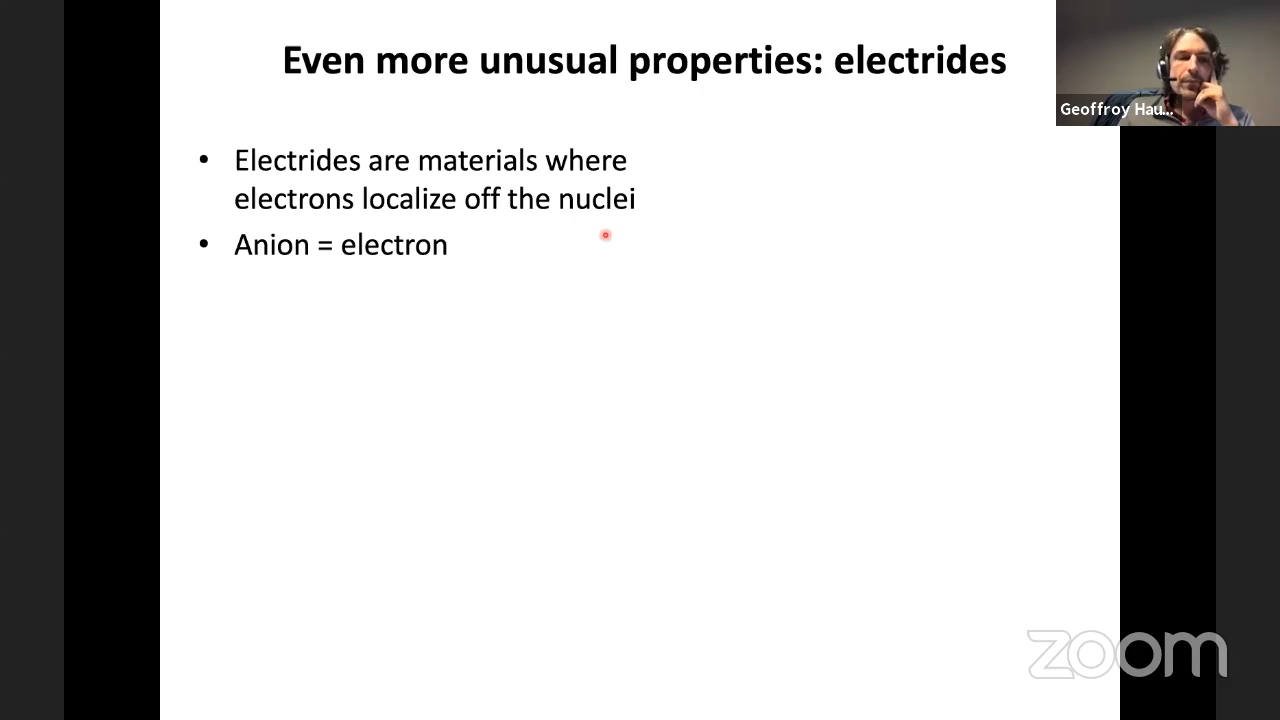 Even more unusual properties: electrides
Geoffroy Hau...
• Electrides are materials where
electrons localize off the nuclei
• Anion = electron
zoom